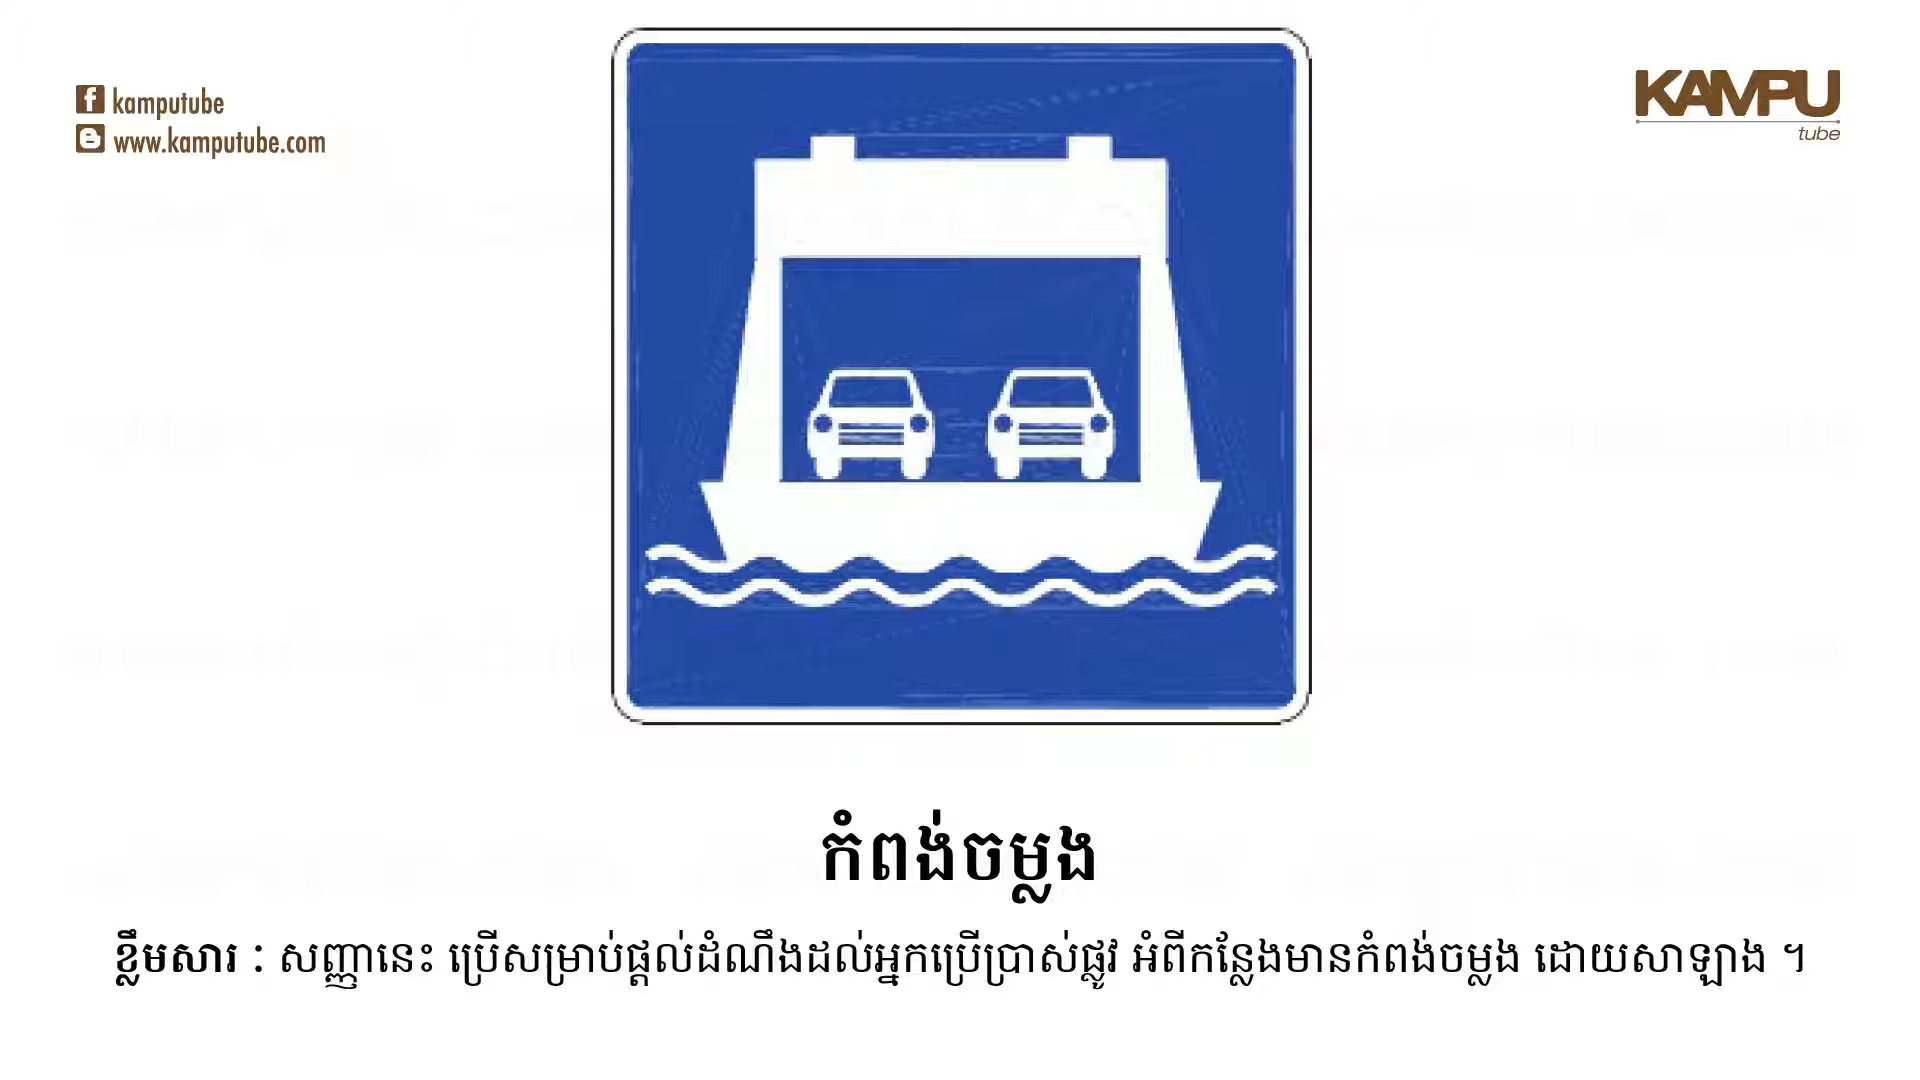 kamputube
www.kamputube.com
KAMPU
tube
កំពង់ចម្លង
ខ្លឹមសារ : សញ្ញានេះ ប្រើសម្រាប់ផ្តល់ដំណឹងដល់អ្នកប្រើប្រាស់ផ្លូវ អំពីកន្លែងមានកំពង់ចម្លង ដោយសាឡាង ។